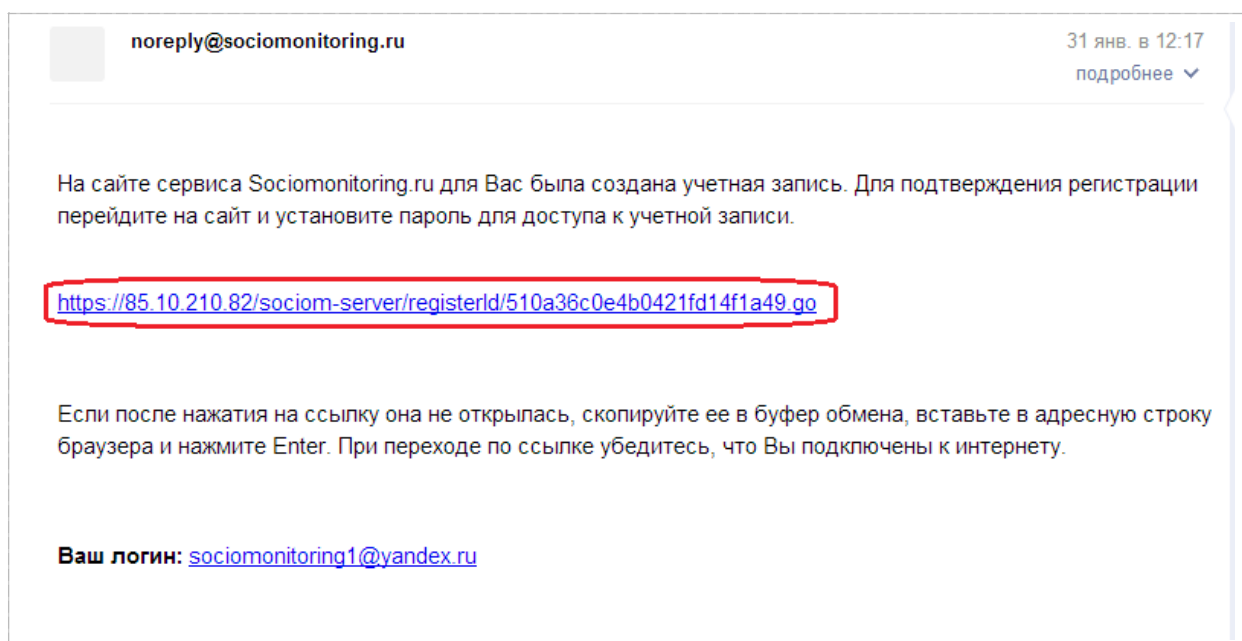 noreply@sociomonitoring.ru
31 янв. в 12:17
подробнее
На сайте сервиса Sociomonitoring.ru для Вас была создана учетная запись. Для подтверждения регистрации
перейдите на сайт и установите пароль для доступа к учетной записи.
https://85.10.210.82/sociom-server/registerId/510a36c0e4b0421fd14f1a49.go
Если после нажатия на ссылку она не открылась, скопируйте ее в буфер обмена, вставьте в адресную строку
браузера и нажмите Enter. При переходе по ссылке убедитесь, что Вы подключены к интернету.
Ваш логин: sociomonitoring1@yandex.ru